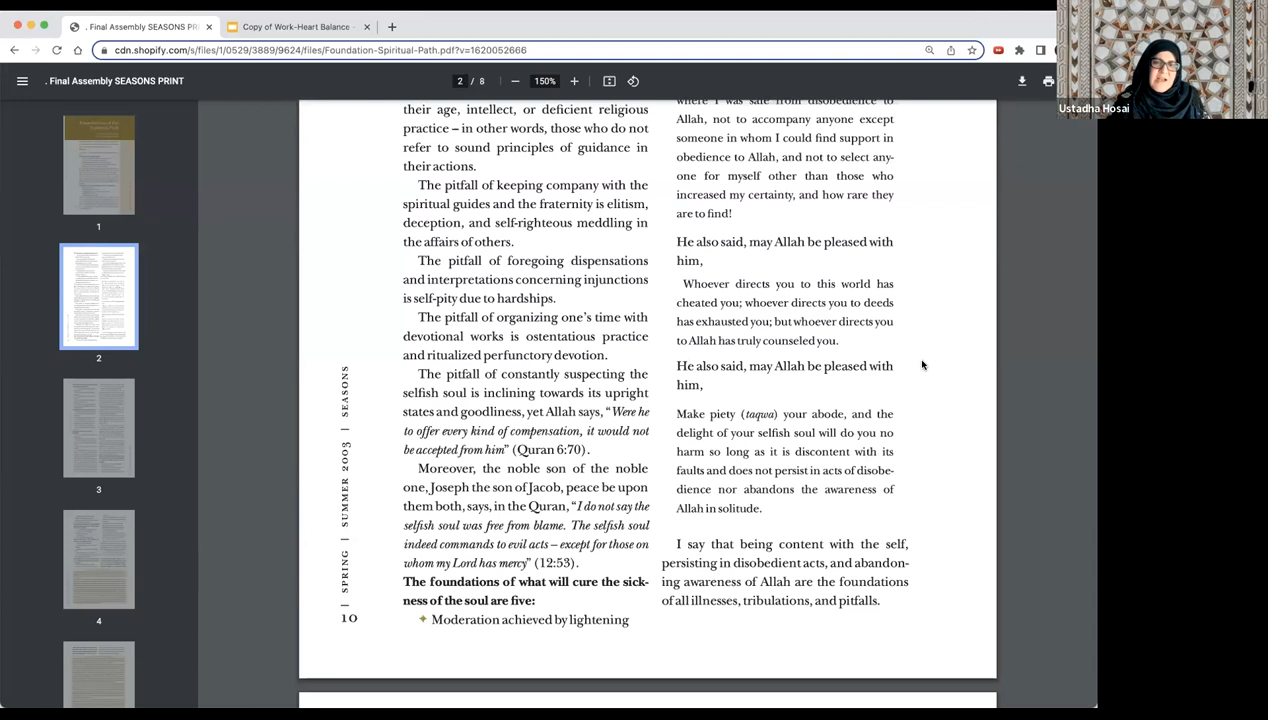 . Final Assembly SEASONS PRINT
Copy of Work-Heart Balance -
cdn.shopify.com/s/files/1/0529/3889/9624/files/Foundation-Spiritual-Path.pdf?v=1620052666
. Final Assembly SEASONS PRINT
2 / 8
150%
Ustadha Hosai
1
2
3
4
their age, intellect, or deficient religious
practice – in other words, those who do not
refer to sound principles of guidance in
their actions.
The pitfall of keeping company with the
spiritual guides and the fraternity is elitism,
deception, and self-righteous meddling in
the affairs of others.
The pitfall of foregoing dispensations
and interpretations concerning injunctions
is self-pity due to hardships.
The pitfall of organizing one's time with
devotional works is ostentatious practice
and ritualized perfunctory devotion.
The pitfall of constantly suspecting the
selfish soul is inclining towards its upright
states and goodliness, yet Allah says, “Were he
to offer every kind of compensation, it would not
be accepted from him” (Quran 6:70).
Moreover, the noble son of the noble
one, Joseph the son of Jacob, peace be upon
them both, says, in the Quran, “I do not say the
selfish soul was free from blame. The selfish soul
indeed commands to evil acts – except for those on
whom my Lord has mercy” (12:53).
The foundations of what will cure the sick-
ness of the soul are five:
✦ Moderation achieved by lightening
| SPRING | SUMMER 2003 | SEASONS
10
where I was safe from disobedience to
Allah, not to accompany anyone except
someone in whom I could find support in
obedience to Allah, and not to select any-
one for myself other than those who
increased my certainty, and how rare they
are to find!
He also said, may Allah be pleased with
him,
Whoever directs you to this world has
cheated you; whoever directs you to deeds
has exhausted you; but whoever directs you
to Allah has truly counseled you.
He also said, may Allah be pleased with
him,
Make piety (taqwa) your abode, and the
delight of your selfish soul will do you no
harm so long as it is discontent with its
faults and does not persist in acts of disobe-
dience nor abandons the awareness of
Allah in solitude.
I say that being content with the self,
persisting in disobedient acts, and abandon-
ing awareness of Allah are the foundations
of all illnesses, tribulations, and pitfalls.